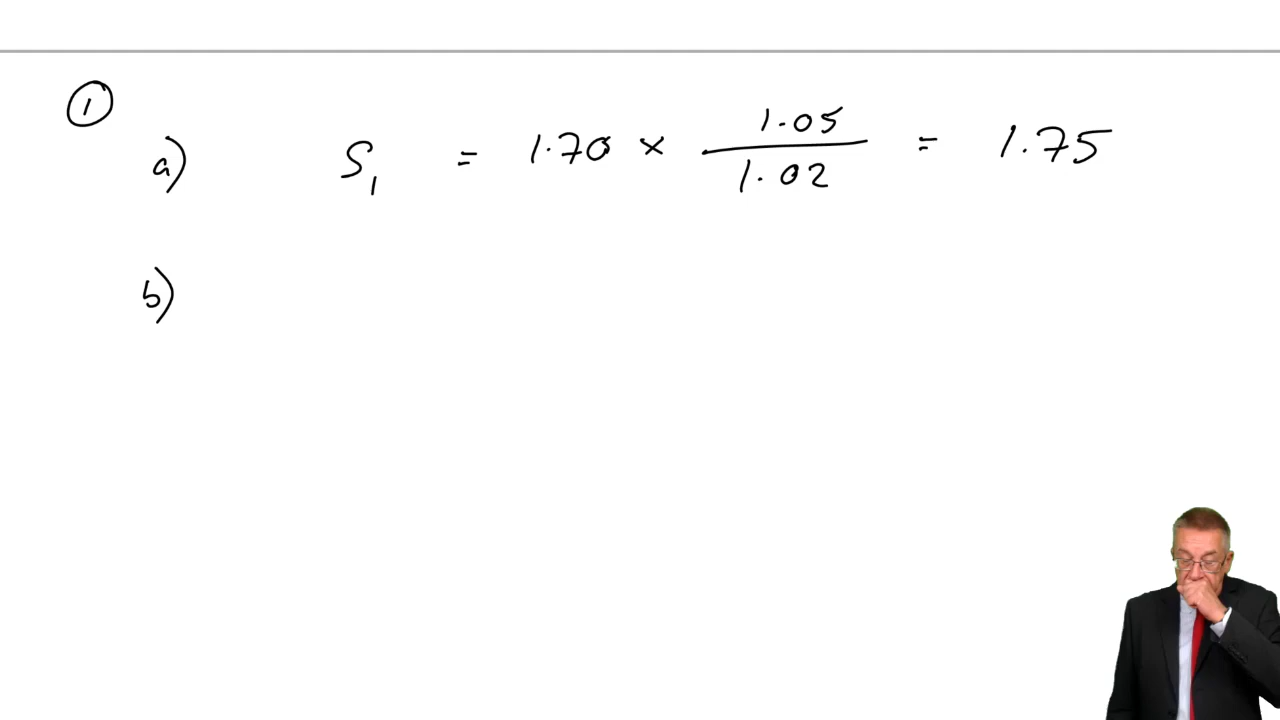 ①
a) S₁ = 1.70 × 1.05/1.02 = 1.75
b)